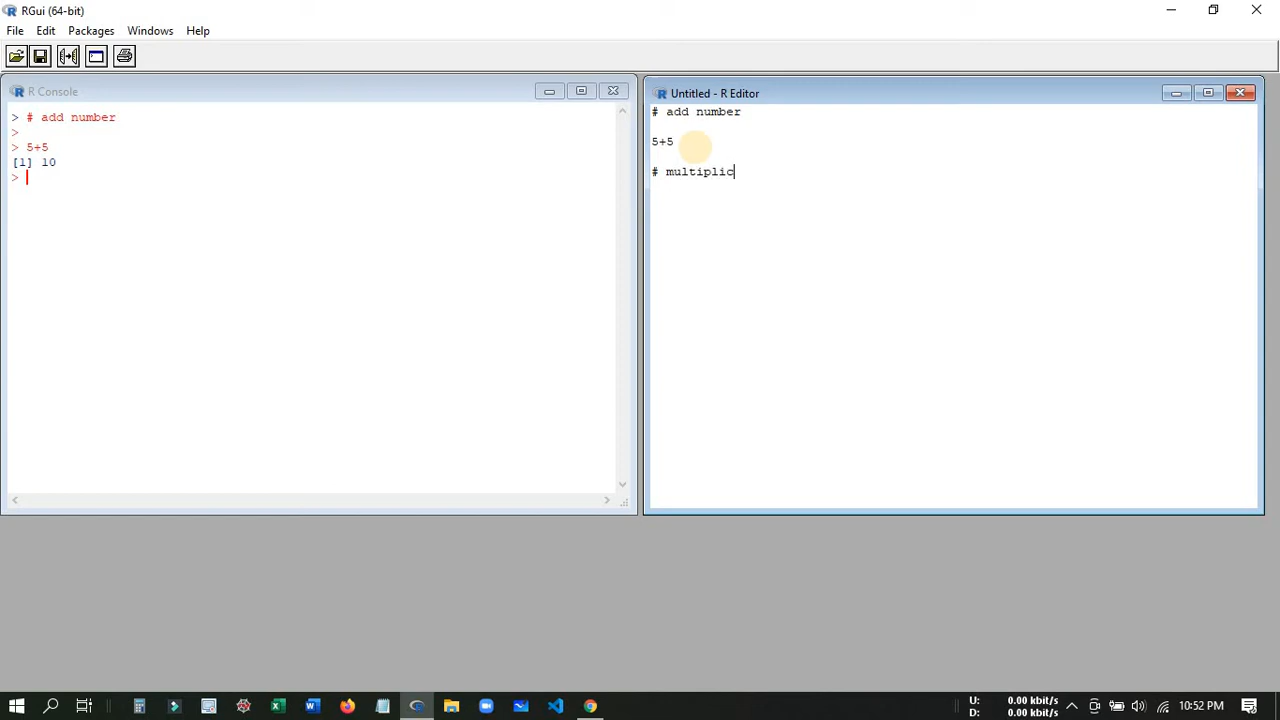 RGui (64-bit)
File Edit Packages Windows Help
R Console
> # add number
>
> 5+5
[1] 10
>
Untitled - R Editor
# add number
5+5
# multiplic
U: 0.00 kbit/s
D: 0.00 kbit/s
10:52 PM